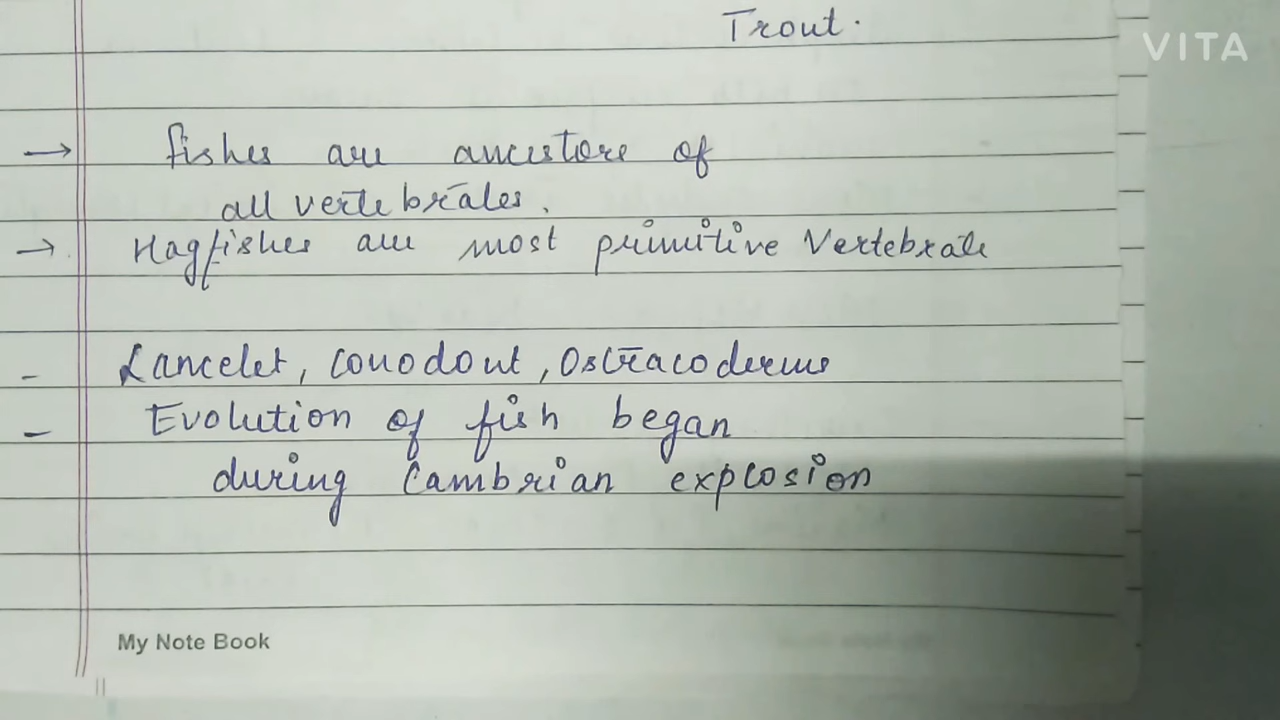 Trout.
VITA
→ fishes are ancestore of
all vertebrates.
→ Hagfishes are most primitive Vertebrate
- Lancelet, Conodont, Ostracoderms
- Evolution of fish began
during Cambrian explosion
My Note Book